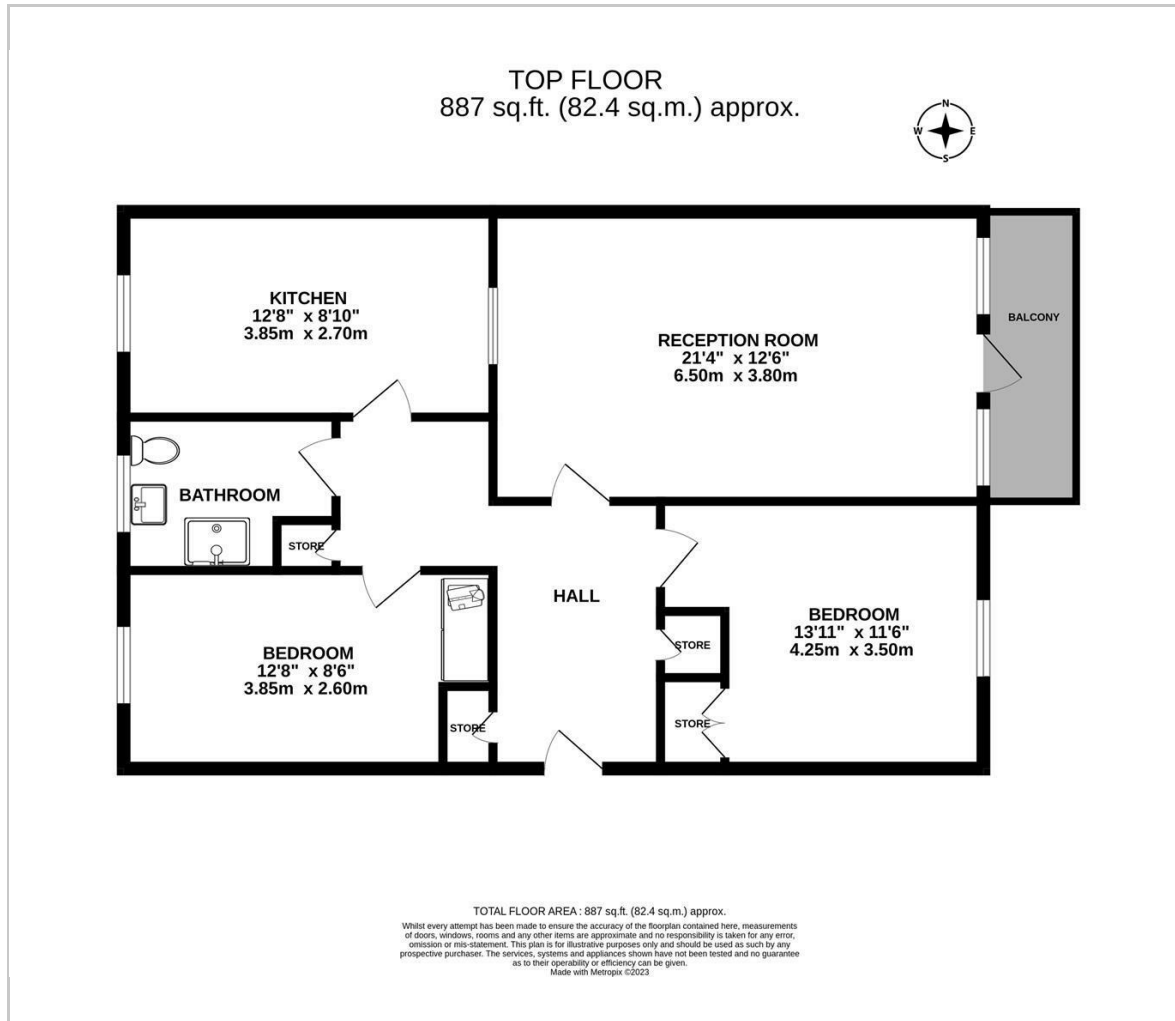 TOP FLOOR
887 sq.ft. (82.4 sq.m.) approx.
N
W E
S
KITCHEN
12'8" x 8'10"
3.85m x 2.70m
RECEPTION ROOM
21'4" x 12'6"
6.50m x 3.80m
BALCONY
BATHROOM
STORE
HALL
BEDROOM
12'8" x 8'6"
3.85m x 2.60m
STORE
BEDROOM
13'11" x 11'6"
4.25m x 3.50m
STORE
STORE
TOTAL FLOOR AREA : 887 sq.ft. (82.4 sq.m.) approx.
Whilst every attempt has been made to ensure the accuracy of the floorplan contained here, measurements
of doors, windows, rooms and any other items are approximate and no responsibility is taken for any error,
omission or mis-statement. This plan is for illustrative purposes only and should be used as such by any
prospective purchaser. The services, systems and appliances shown have not been tested and no guarantee
as to their operability or efficiency can be given.
Made with Metropix ©2023